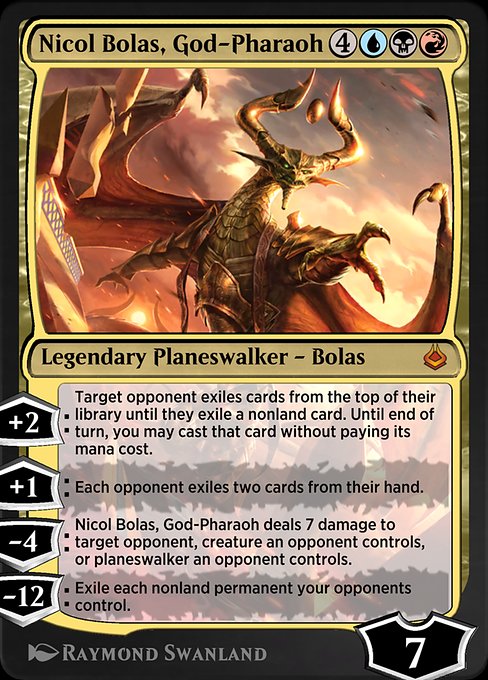 Nicol Bolas, God-Pharaoh 4
Legendary Planeswalker – Bolas
Target opponent exiles cards from the top of their
+2 : library until they exile a nonland card. Until end of
turn, you may cast that card without paying its
mana cost.
+1 : Each opponent exiles two cards from their hand.
Nicol Bolas, God-Pharaoh deals 7 damage to
–4 : target opponent, creature an opponent controls,
or planeswalker an opponent controls.
–12 : Exile each nonland permanent your opponents
control.
7
Raymond Swanland